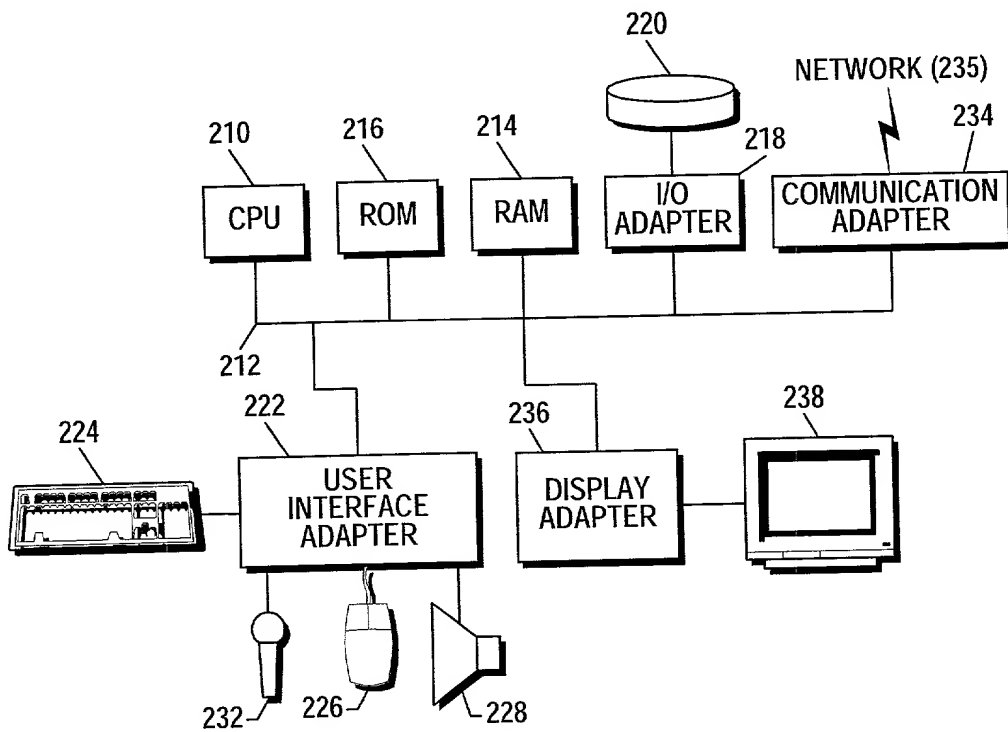 220
NETWORK (235)
210
216
214
218
234
CPU
ROM
RAM
I/O
ADAPTER
COMMUNICATION
ADAPTER
212
222
236
238
224
USER
INTERFACE
ADAPTER
DISPLAY
ADAPTER
232
226
228